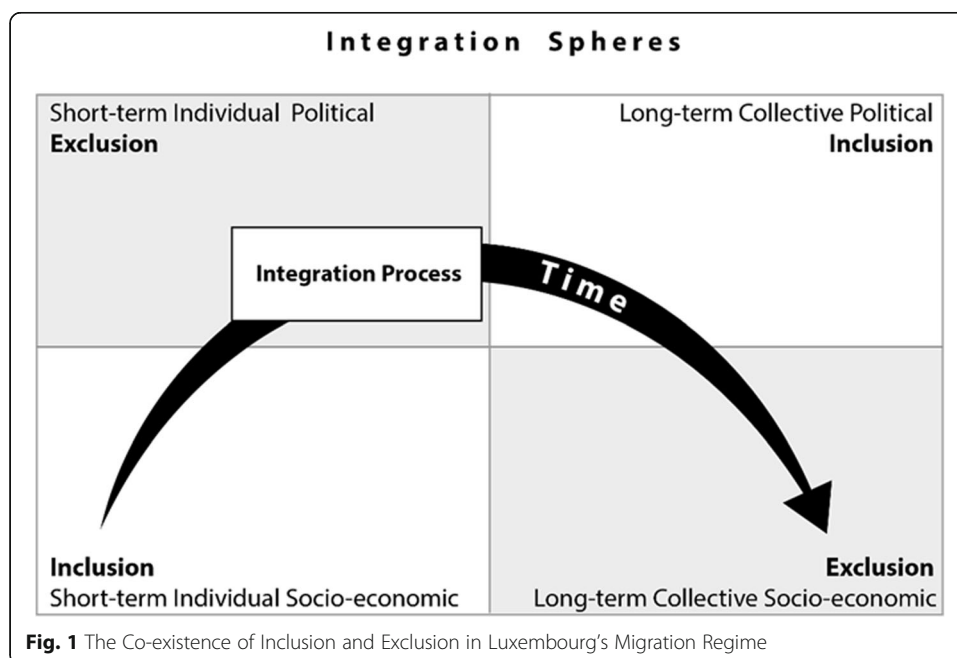 Integration Spheres
Short-term Individual Political
Exclusion
Long-term Collective Political
Inclusion
Integration Process
Time
Inclusion
Short-term Individual Socio-economic
Exclusion
Long-term Collective Socio-economic
Fig. 1 The Co-existence of Inclusion and Exclusion in Luxembourg's Migration Regime